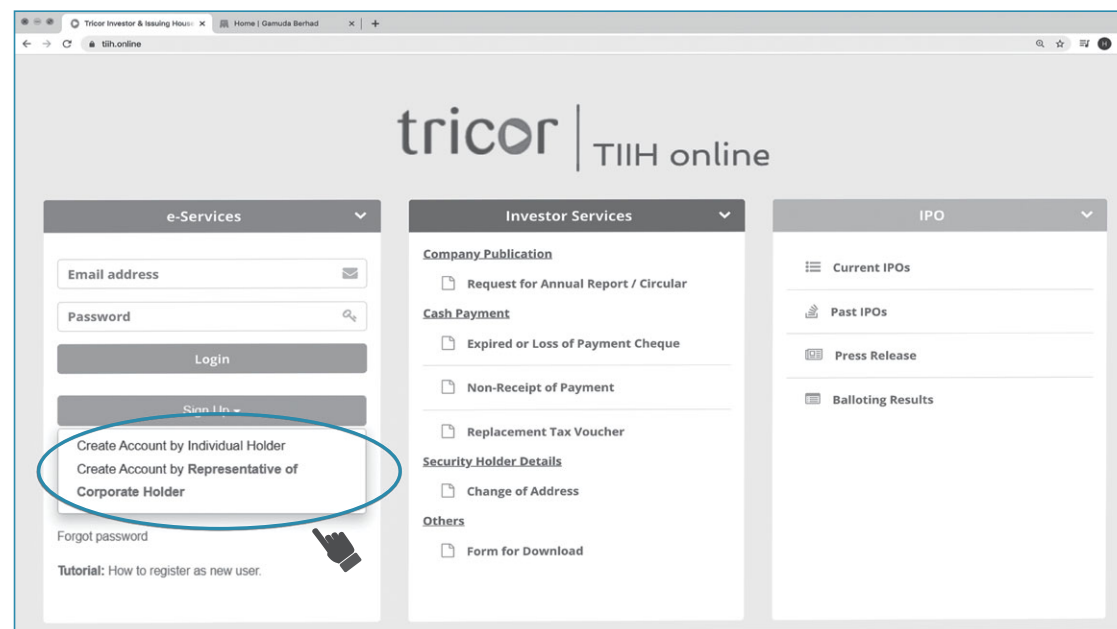 Tricor Investor & Issuing House
Home | Gamuda Berhad
tiih.online
H
tricor
TIIH online
e-Services
Email address
Password
Login
Sign Up
Create Account by Individual Holder
Create Account by Representative of
Corporate Holder
Forgot password
Tutorial: How to register as new user.
Investor Services
Company Publication
Request for Annual Report / Circular
Cash Payment
Expired or Loss of Payment Cheque
Non-Receipt of Payment
Replacement Tax Voucher
Security Holder Details
Change of Address
Others
Form for Download
IPO
Current IPOs
Past IPOs
Press Release
Balloting Results